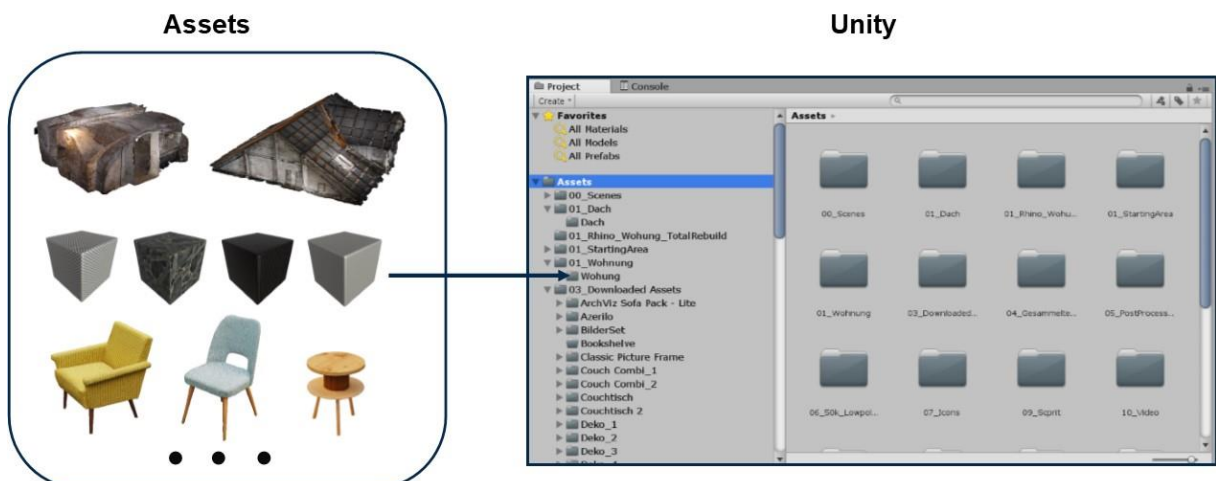 Assets
Unity
Project
Console
Create
Favorites
All Materials
All Models
All Prefabs
Assets
00_Scenes
01_Dach
Dach
01_Rhino_Wohung_TotalRebuild
01_StartingArea
01_Wohnung
Wohung
03_Downloaded Assets
ArchViz Sofa Pack - Lite
Azerilo
BilderSet
Bookshelve
Classic Picture Frame
Couch Combi_1
Couch Combi_2
Couchtisch
Couchtisch 2
Deko_1
Deko_2
Deko_3
Assets
00_Scenes
01_Dach
01_Rhino_Wohu...
01_StartingArea
01_Wohnung
03_Downloaded...
04_Gesammelte...
05_PostProcess...
06_50k_Lowpol...
07_Icons
09_Scprit
10_Video